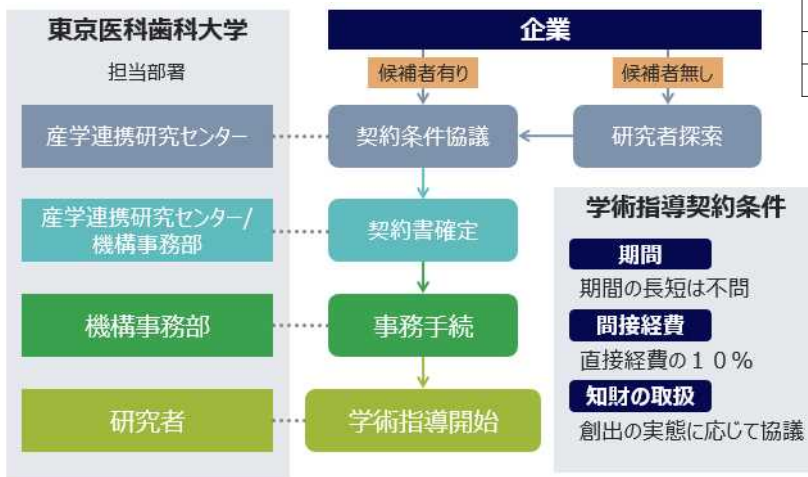 東京医科歯科大学
担当部署
産学連携研究センター
産学連携研究センター/
機構事務部
機構事務部
研究者
企業
候補者有り
候補者無し
契約条件協議
研究者探索
契約書確定
事務手続
学術指導開始
学術指導契約条件
期間
期間の長短は不問
間接経費
直接経費の10%
知財の取扱
創出の実態に応じて協議